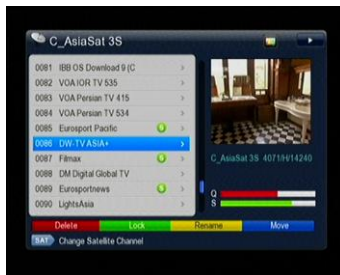 C_AsiaSat 3S
0081 IBB OS Download 9 (C
0082 VOA IOR TV 535
0083 VOA Persian TV 415
0084 VOA Persian TV 534
0085 Eurosport Pacific
0086 DW-TV ASIA+
0087 Filmax
0088 DM Digital Global TV
0089 Eurosportnews
0090 LightsAsia
C_AsiaSat 3S 4071/H/14240
Q
S
Delete Lock Rename Move
SAT Change Satellite Channel